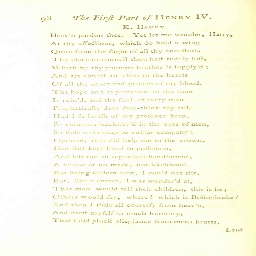 98 The First Part of HENRY IV.
K. Henry
Heav'n pardon thee. Yet let me wonder, Harry,
At thy affections, which do hold a wing
Quite from the flight of all thy ancestors.
Thy place in council thou hast rudely lost,
Which by thy younger brother is supply'd;
And art almost an alien to the hearts
Of all the court and princes of my blood.
The hope and expectation of thy time
Is ruin'd, and the soul of every man
Prophetically does fore-think thy fall.
Had I so lavish of my presence been,
So common hackney'd in the eyes of men,
So stale and cheap to vulgar company;
Opinion, that did help me to the crown,
Had still kept loyal to possession,
And left me in reputeless banishment,
A fellow of no mark, nor likelihood.
But being seldom seen, I could not stir,
But, like a comet, I was wonder'd at,
That men would tell their children, this is he;
Others would say, where? which is Bolingbroke?
And then I stole all courtesy from heav'n,
And drest myself in much humility,
That I did pluck allegiance from mens hearts,
Loud